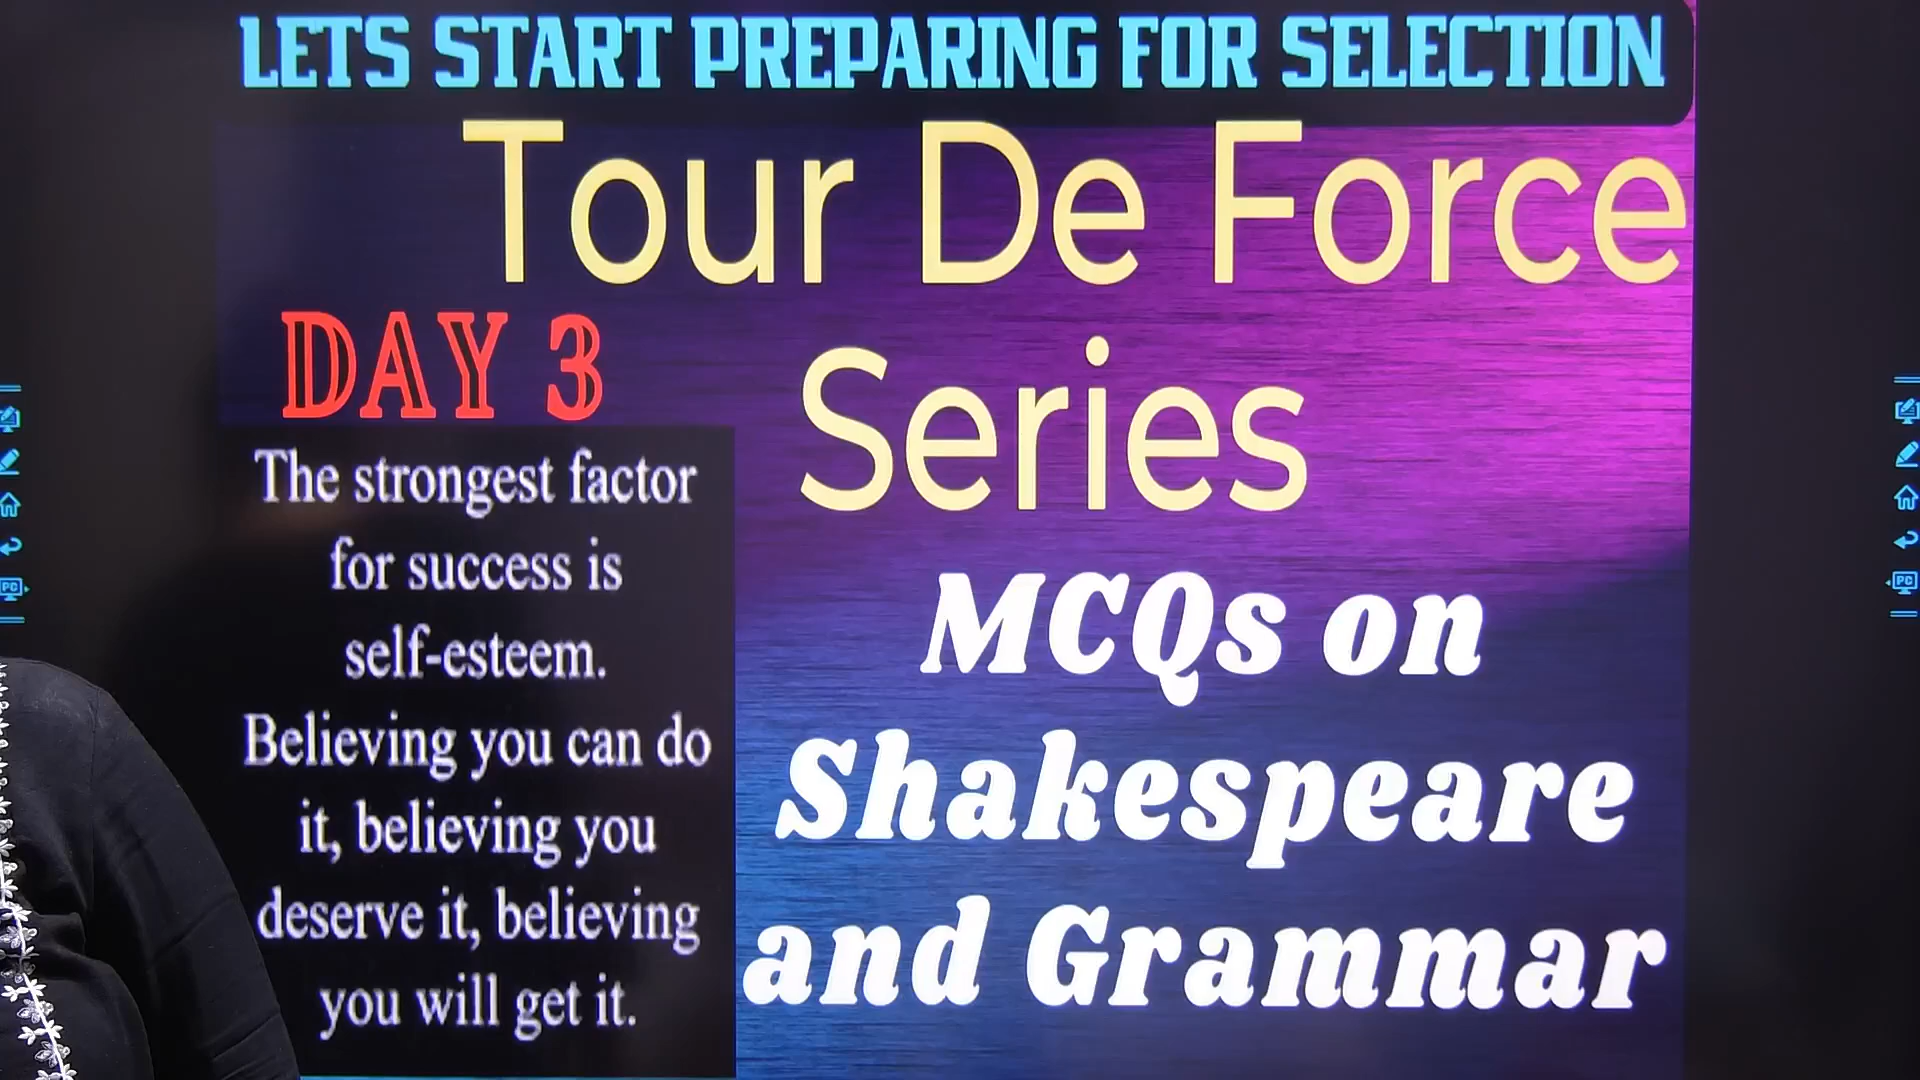 LETS START PREPARING FOR SELECTION
Tour De Force
Series
DAY 3
The strongest factor
for success is
self-esteem.
Believing you can do
it, believing you
deserve it, believing
you will get it.
MCQs on
Shakespeare
and Grammar
PC
PC